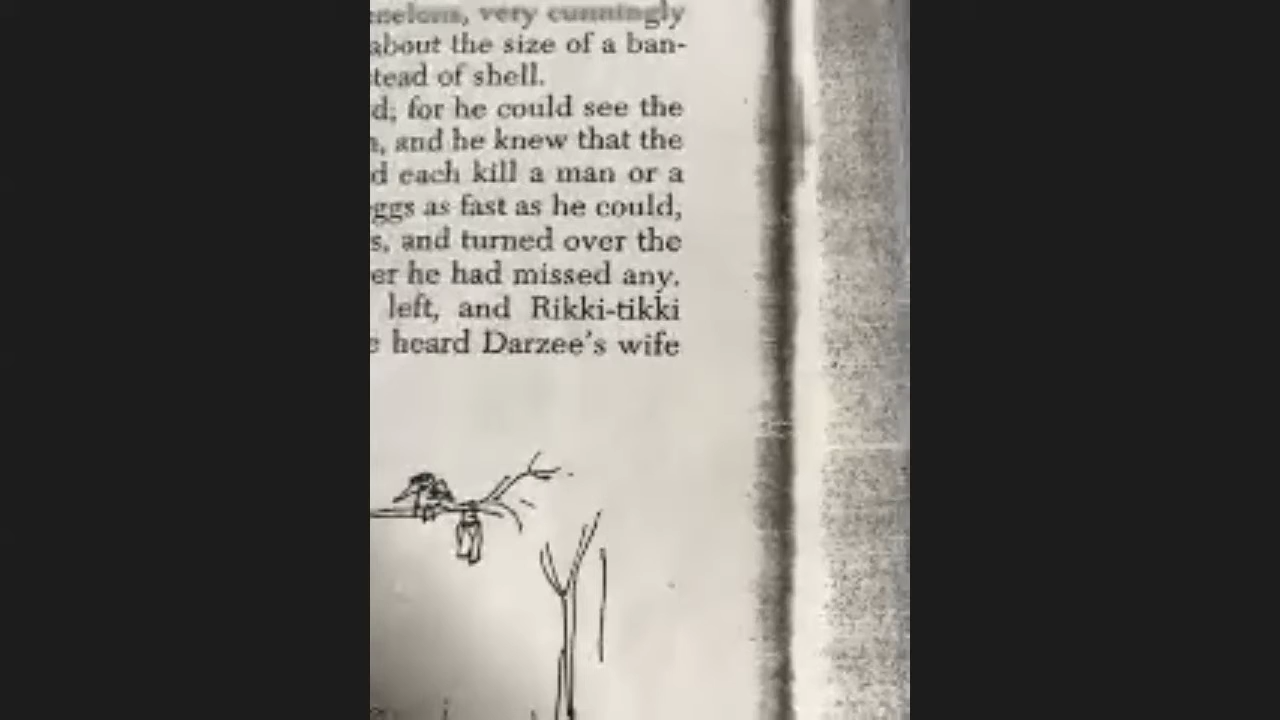 nelons, very cunningly
about the size of a ban-
tead of shell.
d; for he could see the
, and he knew that the
d each kill a man or a
ggs as fast as he could,
s, and turned over the
er he had missed any.
left, and Rikki-tikki
e heard Darzee's wife